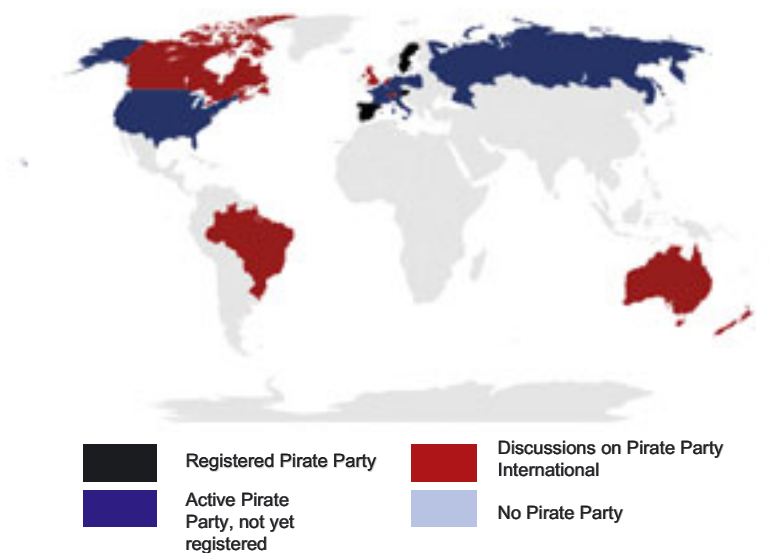 Registered Pirate Party
Active Pirate
Party, not yet
registered
Discussions on Pirate Party
International
No Pirate Party